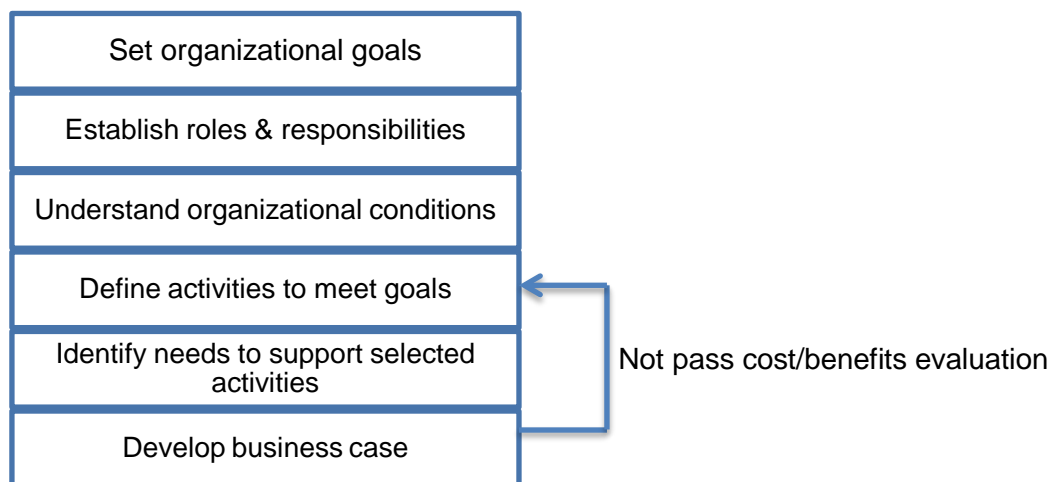 Set organizational goals
Establish roles & responsibilities
Understand organizational conditions
Define activities to meet goals
Identify needs to support selected
activities
Not pass cost/benefits evaluation
Develop business case